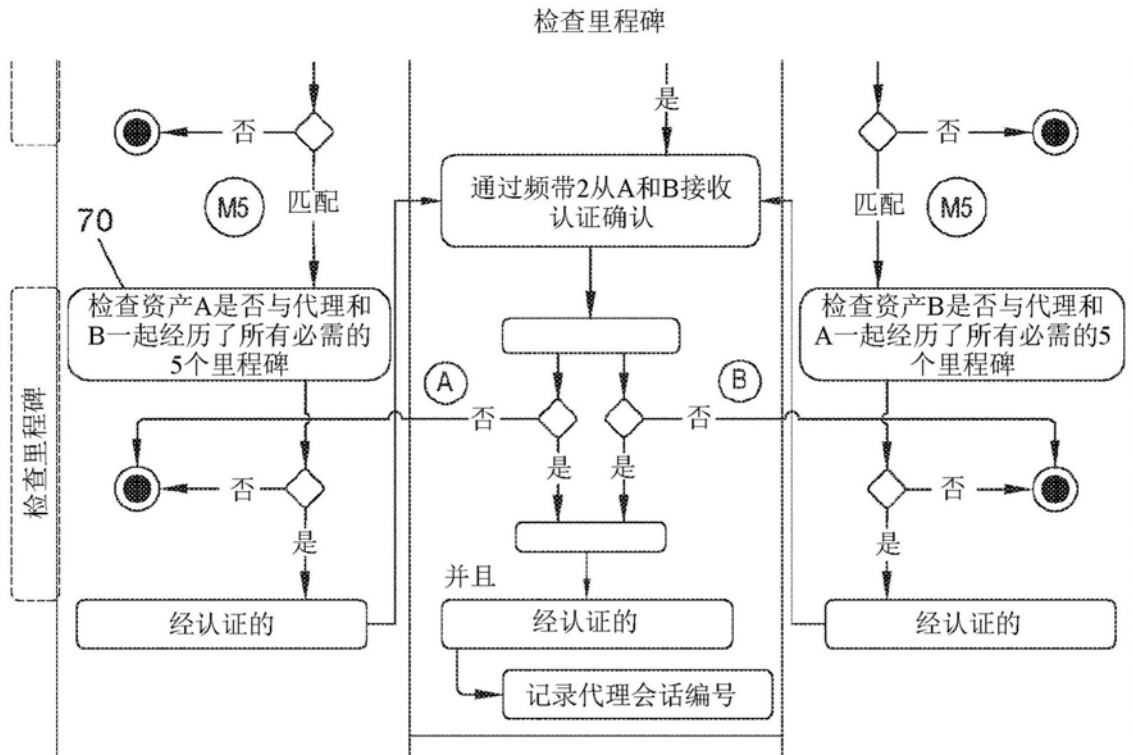 检查里程碑
是
否
否
通过频带2从A和B接收
认证确认
M5
匹配
匹配
M5
70
检查资产A是否与代理和
B一起经历了所有必需的
5个里程碑
检查资产B是否与代理和
A一起经历了所有必需的5
个里程碑
A
B
否
否
检查里程碑
是
是
否
否
是
是
并且
经认证的
经认证的
经认证的
记录代理会话编号